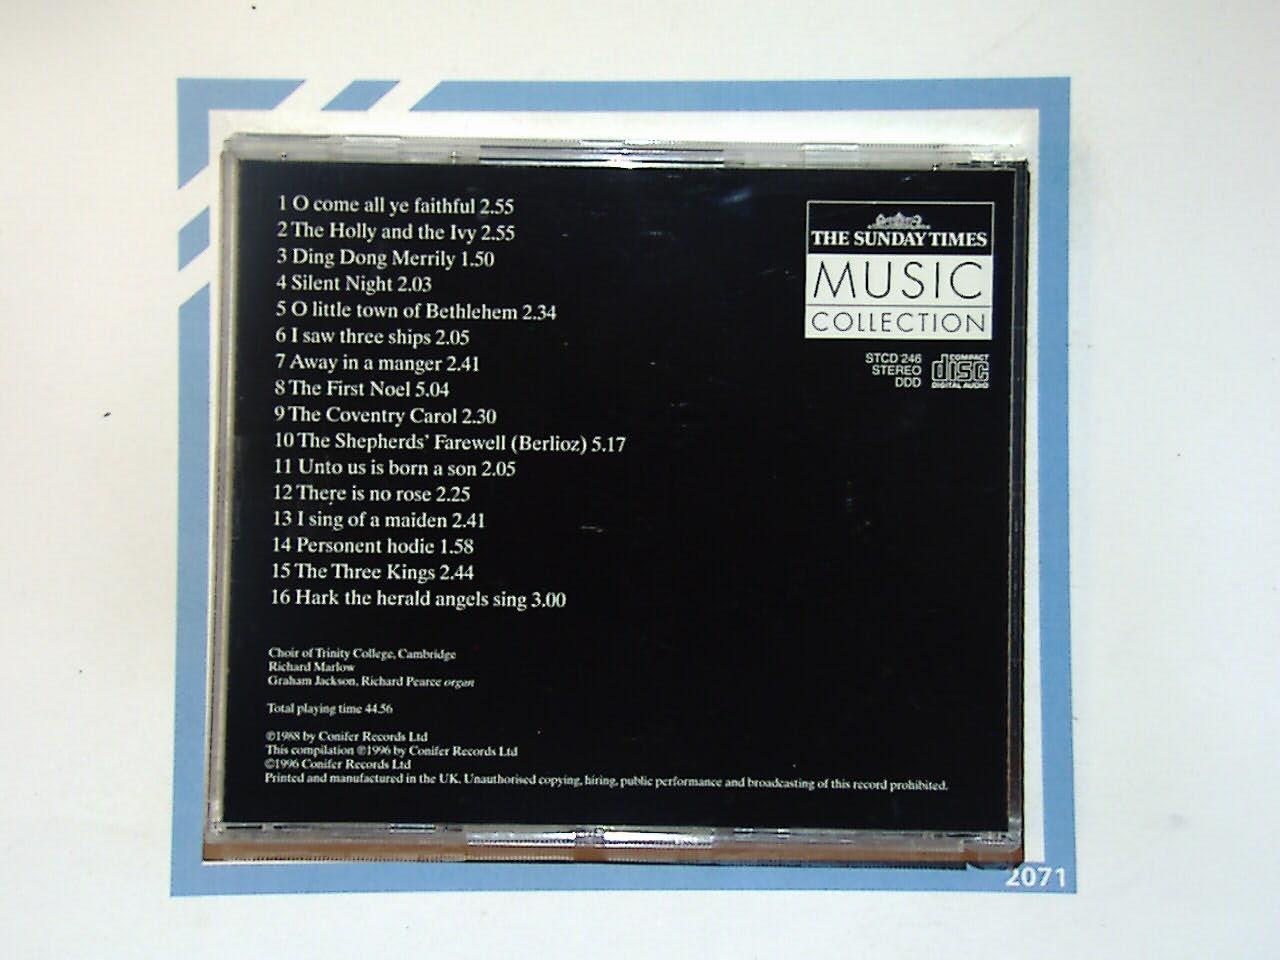 1 O come all ye faithful 2.55
2 The Holly and the Ivy 2.55
3 Ding Dong Merrily 1.50
4 Silent Night 2.03
5 O little town of Bethlehem 2.34
6 I saw three ships 2.05
7 Away in a manger 2.41
8 The First Noel 5.04
9 The Coventry Carol 2.30
10 The Shepherds' Farewell (Berlioz) 5.17
11 Unto us is born a son 2.05
12 There is no rose 2.25
13 I sing of a maiden 2.41
14 Personent hodie 1.58
15 The Three Kings 2.44
16 Hark the herald angels sing 3.00
Choir of Trinity College, Cambridge
Richard Marlow
Graham Jackson, Richard Pearce organ
Total playing time 44.56
℗1988 by Conifer Records Ltd
This compilation ℗1996 by Conifer Records Ltd
©1996 Conifer Records Ltd
Printed and manufactured in the UK. Unauthorised copying, hiring, public performance and broadcasting of this record prohibited.
THE SUNDAY TIMES
MUSIC
COLLECTION
STCD 246
STEREO
DDD
COMPACT
disc
DIGITAL AUDIO
2071